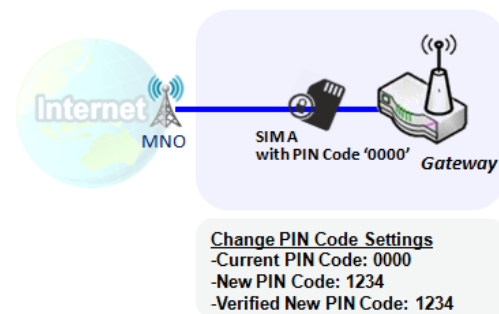 Internet
MNO
SIM A
with PIN Code ‘0000’
Gateway
Change PIN Code Settings
-Current PIN Code: 0000
-New PIN Code: 1234
-Verified New PIN Code: 1234